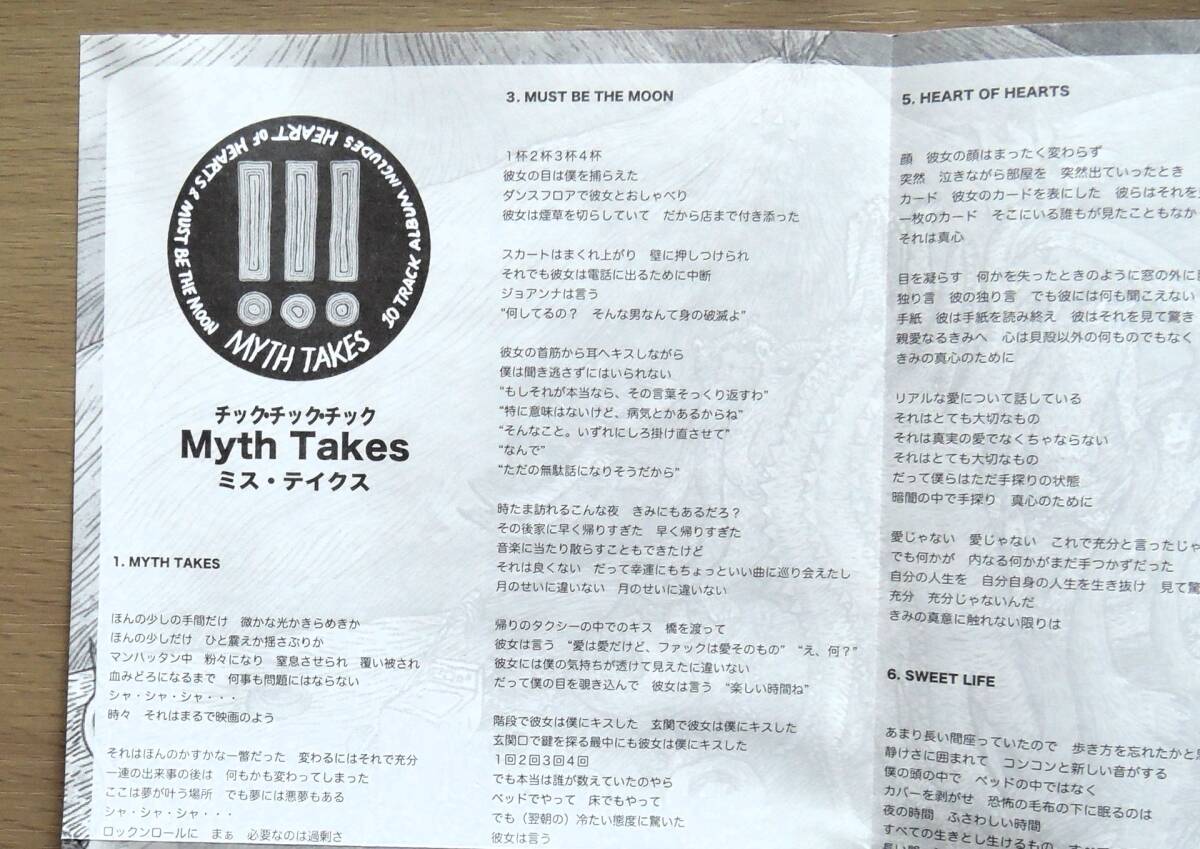 10 TRACK ALBUM INCLUDES HEART OF HEARTS & MUST BE THE MOON
!!!
MYTH TAKES
チック・チック・チック
Myth Takes
ミス・テイクス
1. MYTH TAKES
ほんの少しの手間だけ 微かな光かきらめきか
ほんの少しだけ ひと震えか揺さぶりか
マンハッタン中 粉々になり 窒息させられ 覆い被され
血みどろになるまで 何事も問題にはならない
シャ・シャ・シャ・・・
時々 それはまるで映画のよう
それはほんのかすかな一瞥だった 変わるにはそれで充分
一連の出来事の後は 何もかも変わってしまった
ここは夢が叶う場所 でも夢には悪夢もある
シャ・シャ・シャ・・・
ロックンロールに まぁ 必要なのは過剰さ
3. MUST BE THE MOON
1杯2杯3杯4杯
彼女の目は僕を捕らえた
ダンスフロアで彼女とおしゃべり
彼女は煙草を切らしていて だから店まで付き添った
スカートはまくれ上がり 壁に押しつけられ
それでも彼女は電話に出るために中断
ジョアンナは言う
“何してるの? そんな男なんて身の破滅よ”
彼女の首筋から耳へキスしながら
僕は聞き逃さずにはいられない
“もしそれが本当なら、その言葉そっくり返すわ”
“特に意味はないけど、病気とかあるからね”
“そんなこと。いずれにしろ掛け直させて”
“なんで”
“ただの無駄話になりそうだから”
時たま訪れるこんな夜 きみにもあるだろ?
その後家に早く帰りすぎた 早く帰りすぎた
音楽に当たり散らすこともできたけど
それは良くない だって幸運にもちょっといい曲に巡り会えたし
月のせいに違いない 月のせいに違いない
帰りのタクシーの中でのキス 橋を渡って
彼女は言う “愛は愛だけど、ファックは愛そのもの” “え、何?”
彼女には僕の気持ちが透けて見えたに違いない
だって僕の目を覗き込んで 彼女は言う “楽しい時間ね”
階段で彼女は僕にキスした 玄関で彼女は僕にキスした
玄関口で鍵を探る最中にも彼女は僕にキスした
1回2回3回4回
でも本当は誰が数えていたのやら
ベッドでやって 床でもやって
でも(翌朝の)冷たい態度に驚いた
彼女は言う
5. HEART OF HEARTS
顔 彼女の顔はまったく変わらず
突然 泣きながら部屋を 突然出ていったとき
カード 彼女のカードを表にした 彼らはそれを
一枚のカード そこにいる誰もが見たこともなか
それは真心
目を凝らす 何かを失ったときのように窓の外に
独り言 彼の独り言 でも彼には何も聞こえない
手紙 彼は手紙を読み終え 彼はそれを見て驚き
親愛なるきみへ 心は貝殻以外の何ものでもなく
きみの真心のために
リアルな愛について話している
それはとても大切なもの
それは真実の愛でなくちゃならない
それはとても大切なもの
だって僕らはただ手探りの状態
暗闇の中で手探り 真心のために
愛じゃない 愛じゃない これで充分と言ったじゃ
でも何かが 内なる何かがまだ手つかずだった
自分の人生を 自分自身の人生を生き抜け 見て驚
充分 充分じゃないんだ
きみの真意に触れない限りは
6. SWEET LIFE
あまり長い間座っていたので 歩き方を忘れたかと
静けさに囲まれて コンコンと新しい音がする
僕の頭の中で ベッドの中ではなく
カバーを剥がせ 恐怖の毛布の下に眠るのは
夜の時間 ふさわしい時間
すべての生きとし生けるもの